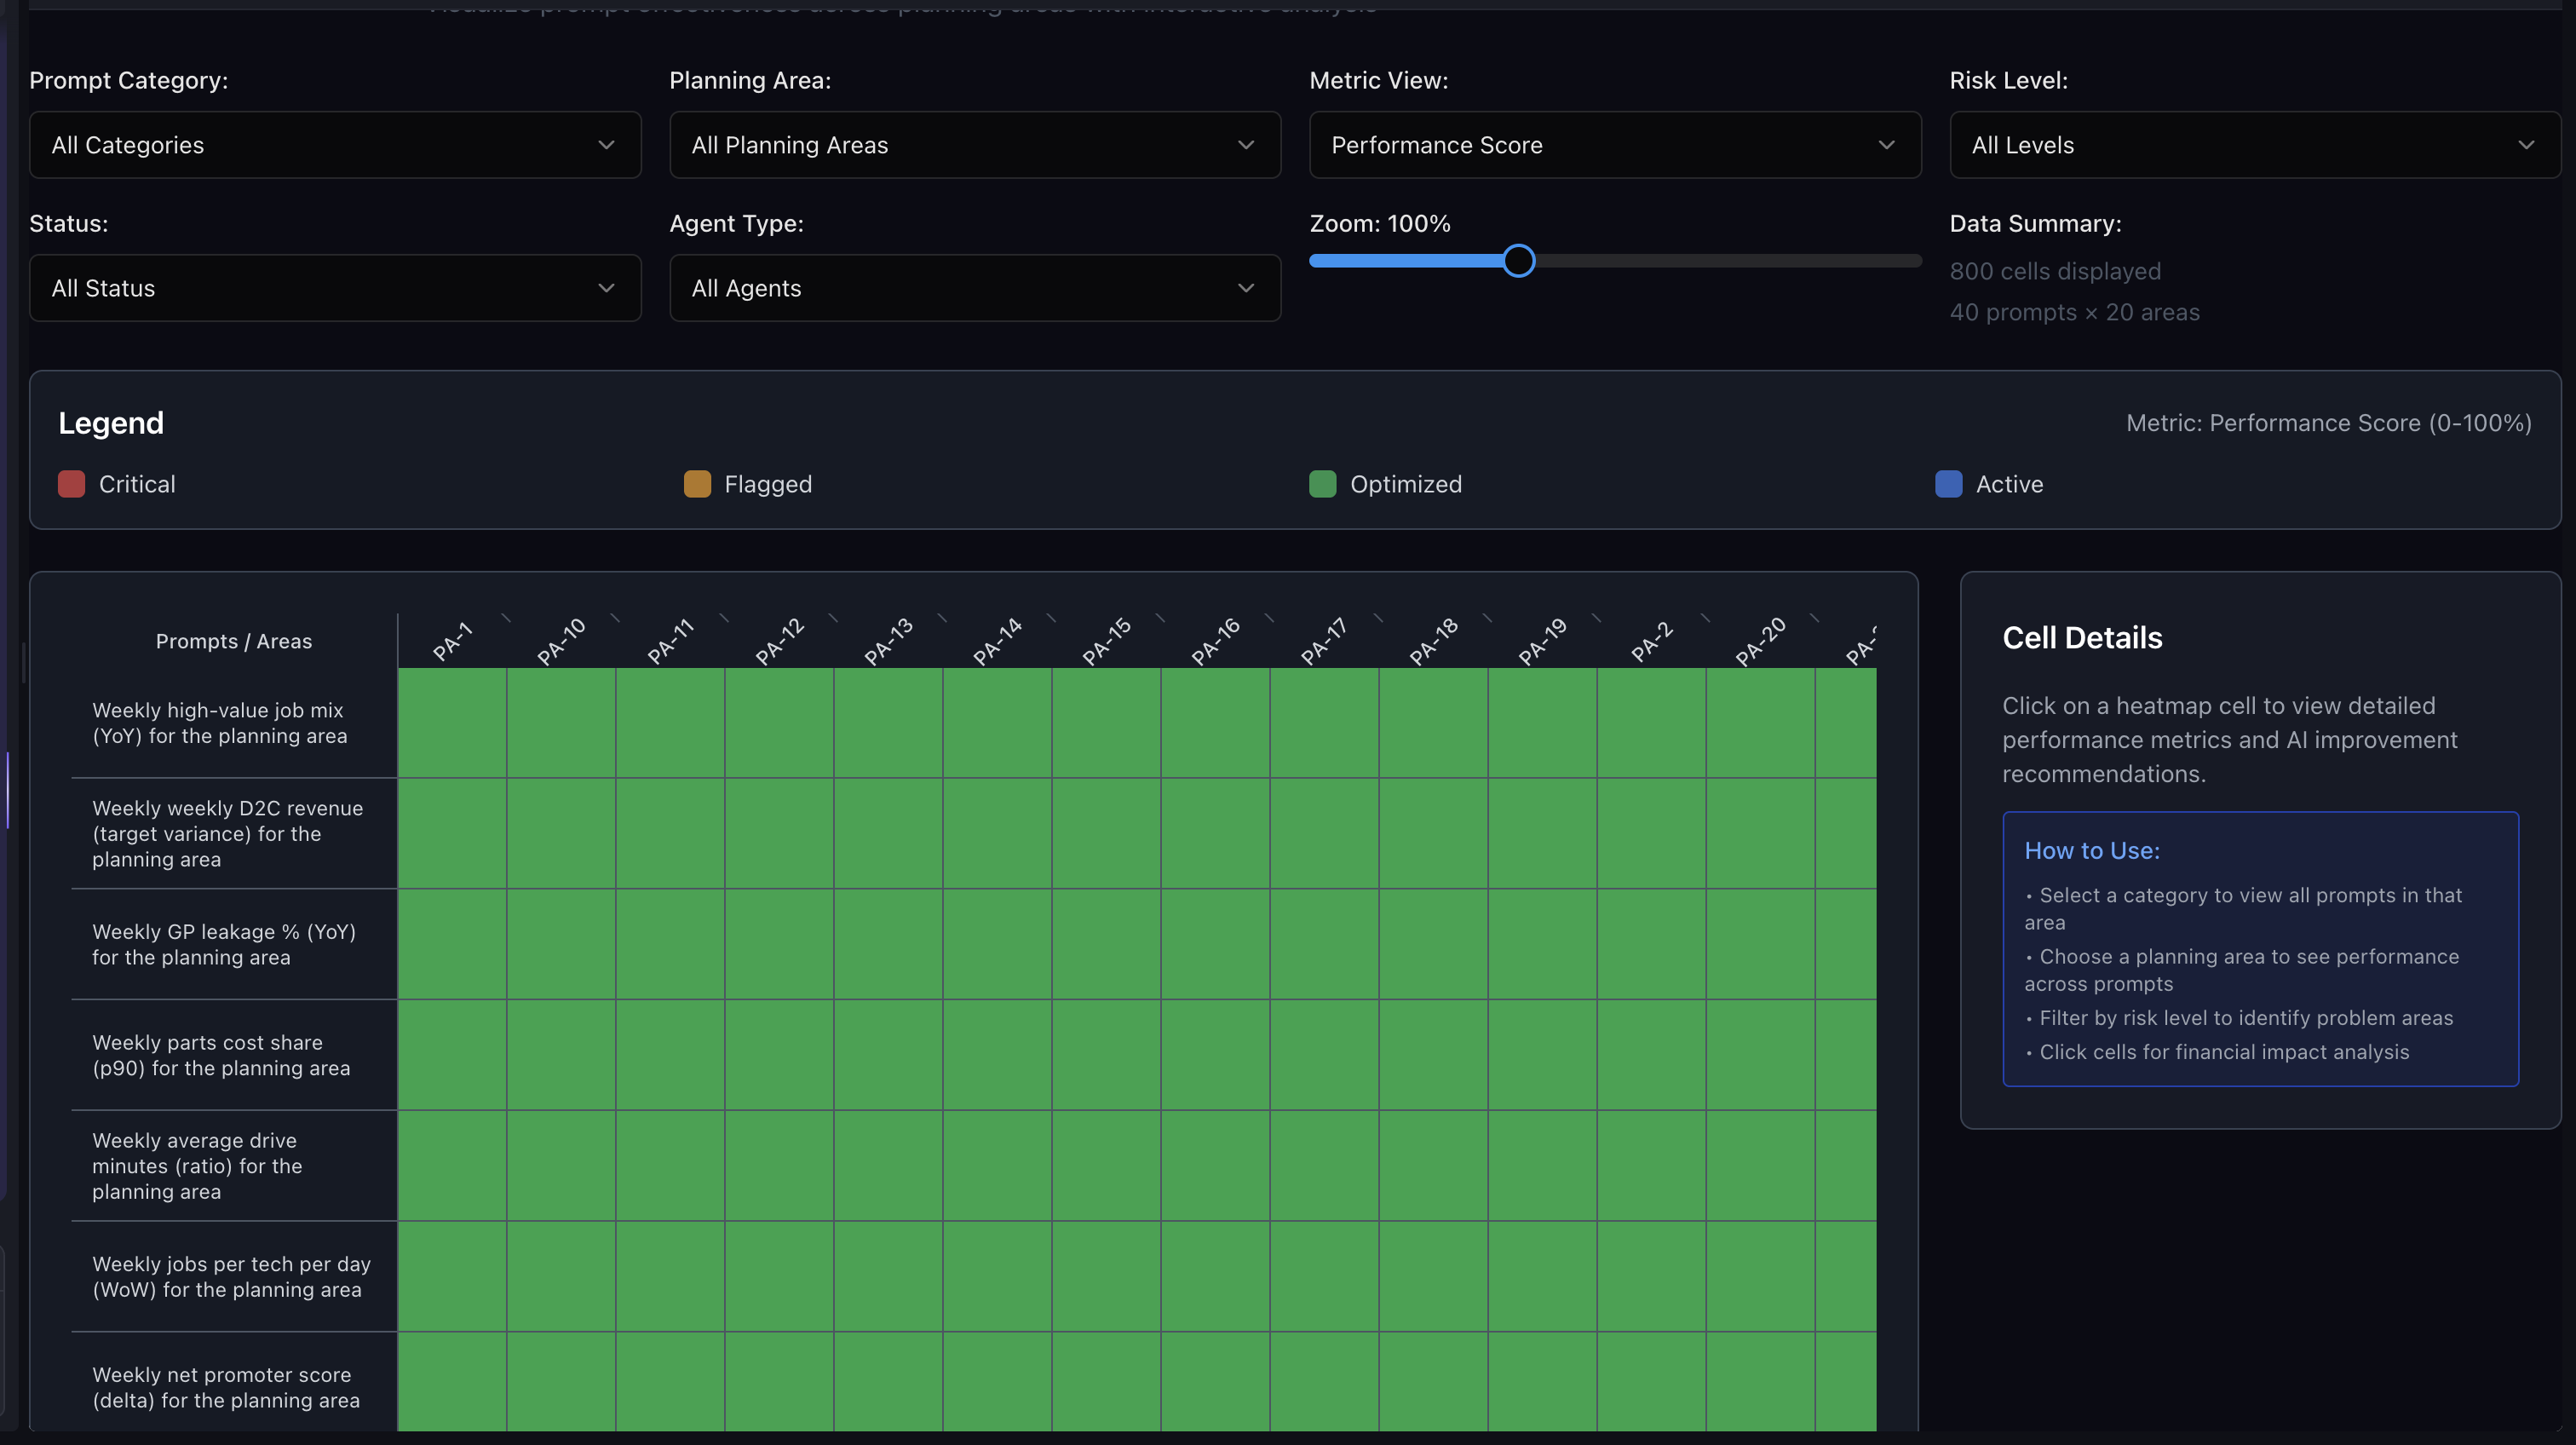 Visualize prompt effectiveness across planning areas with interactive analysis
Prompt Category:
Planning Area:
Metric View:
Risk Level:
All Categories
All Planning Areas
Performance Score
All Levels
Status:
Agent Type:
Zoom: 100%
Data Summary:
All Status
All Agents
800 cells displayed
40 prompts × 20 areas
Legend
Metric: Performance Score (0-100%)
Critical
Flagged
Optimized
Active
Prompts / Areas
PA-1
PA-10
PA-11
PA-12
PA-13
PA-14
PA-15
PA-16
PA-17
PA-18
PA-19
PA-2
PA-20
Weekly high-value job mix
(YoY) for the planning area
Weekly weekly D2C revenue
(target variance) for the
planning area
Weekly GP leakage % (YoY)
for the planning area
Weekly parts cost share
(p90) for the planning area
Weekly average drive
minutes (ratio) for the
planning area
Weekly jobs per tech per day
(WoW) for the planning area
Weekly net promoter score
(delta) for the planning area
Cell Details
Click on a heatmap cell to view detailed
performance metrics and AI improvement
recommendations.
How to Use:
• Select a category to view all prompts in that
area
• Choose a planning area to see performance
across prompts
• Filter by risk level to identify problem areas
• Click cells for financial impact analysis